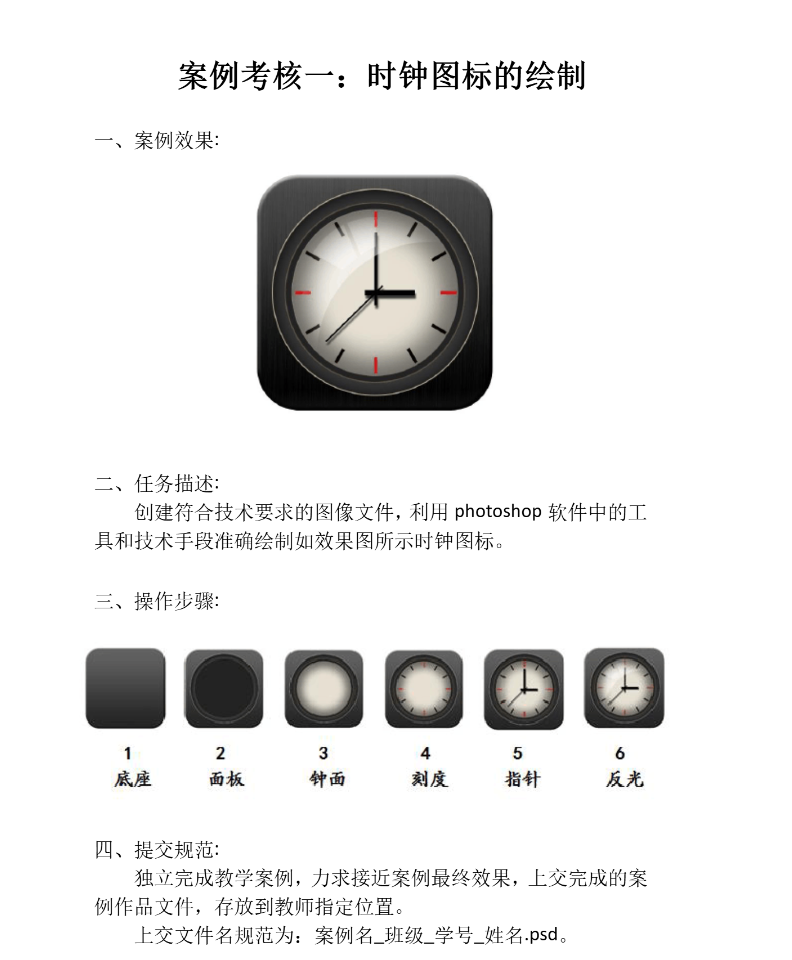 案例考核一：时钟图标的绘制
一、案例效果:
二、任务描述:
创建符合技术要求的图像文件, 利用 photoshop 软件中的工
具和技术手段准确绘制如效果图所示时钟图标。
三、操作步骤:
1 2 3 4 5 6
底座 面板 钟面 刻度 指针 反光
四、提交规范:
独立完成教学案例，力求接近案例最终效果，上交完成的案
例作品文件，存放到教师指定位置。
上交文件名规范为：案例名_班级_学号_姓名.psd。